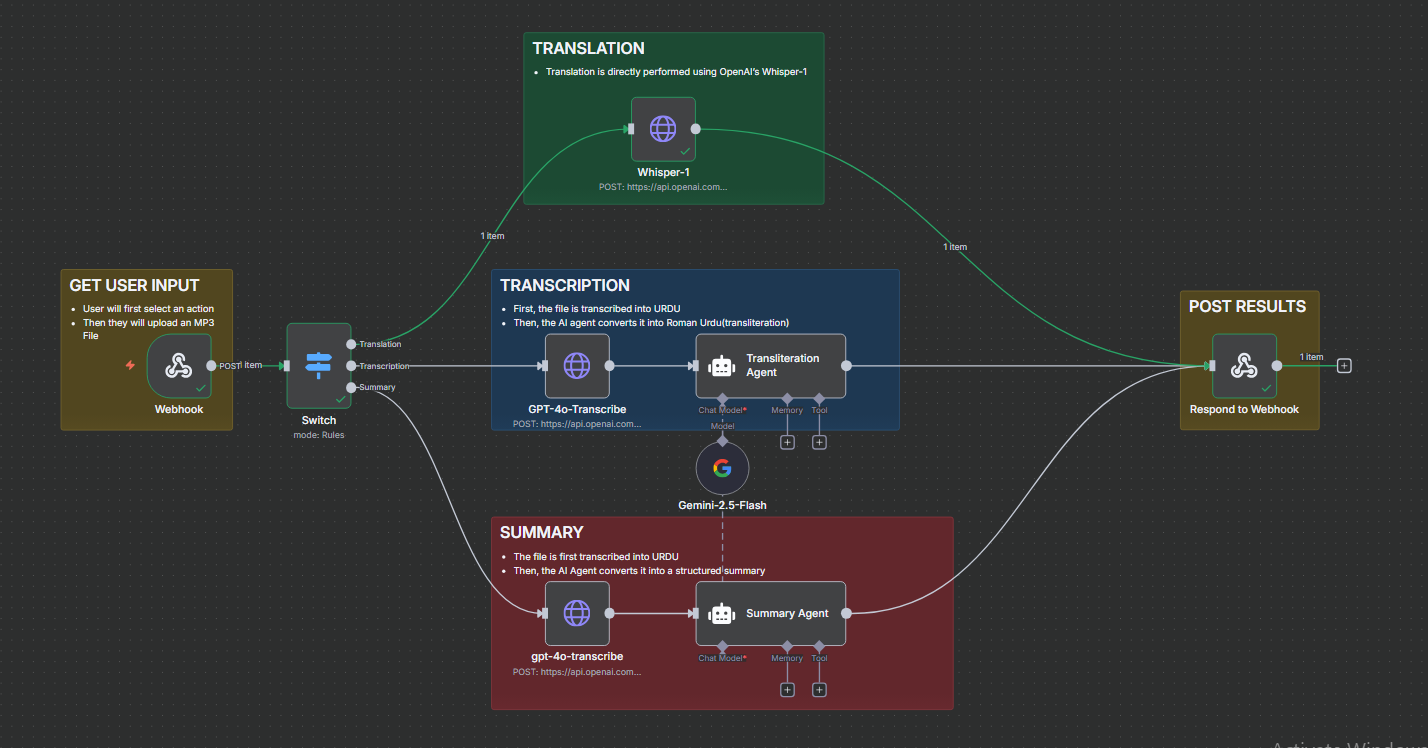 TRANSLATION
Translation is directly performed using OpenAI's Whisper-1
Whisper-1
POST: https://api.openai.com...
1 item
1 item
GET USER INPUT
User will first select an action
Then they will upload an MP3
File
POST
1 item
Webhook
Translation
Transcription
Summary
Switch
mode: Rules
TRANSCRIPTION
First, the file is transcribed into URDU
Then, the AI agent converts it into Roman Urdu(transliteration)
GPT-4o-Transcribe
POST: https://api.openai.com...
Transliteration
Agent
Chat Model*
Memory
Tool
Model
Gemini-2.5-Flash
SUMMARY
The file is first transcribed into URDU
Then, the AI Agent converts it into a structured summary
gpt-4o-transcribe
POST: https://api.openai.com...
Summary Agent
Chat Model*
Memory
Tool
POST RESULTS
1 item
Respond to Webhook
Activate Window